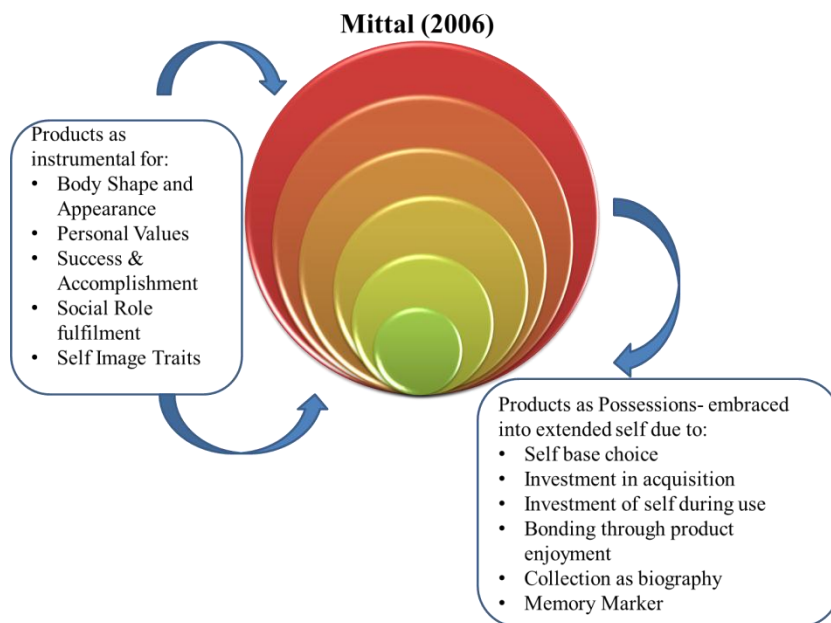 Mittal (2006)
Products as
instrumental for:
• Body Shape and
Appearance
• Personal Values
• Success &
Accomplishment
• Social Role
fulfilment
• Self Image Traits
Products as Possessions- embraced
into extended self due to:
• Self base choice
• Investment in acquisition
• Investment of self during use
• Bonding through product
enjoyment
• Collection as biography
• Memory Marker